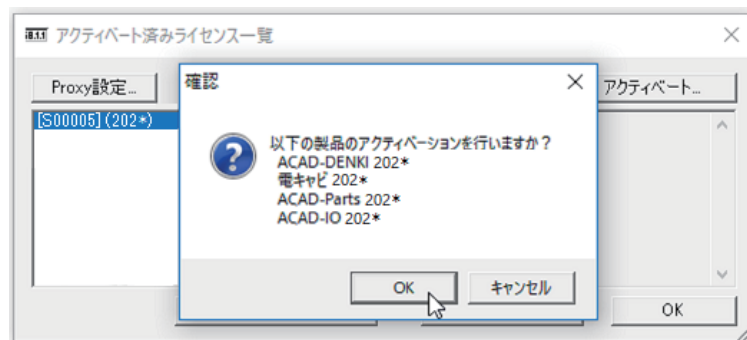 i8.1.1 アクティベート済みライセンス一覧
Proxy設定...
アクティベート...
[S00005](202*)
確認
以下の製品のアクティベーションを行いますか？
ACAD-DENKI 202*
電キャビ 202*
ACAD-Parts 202*
ACAD-IO 202*
OK
キャンセル
OK